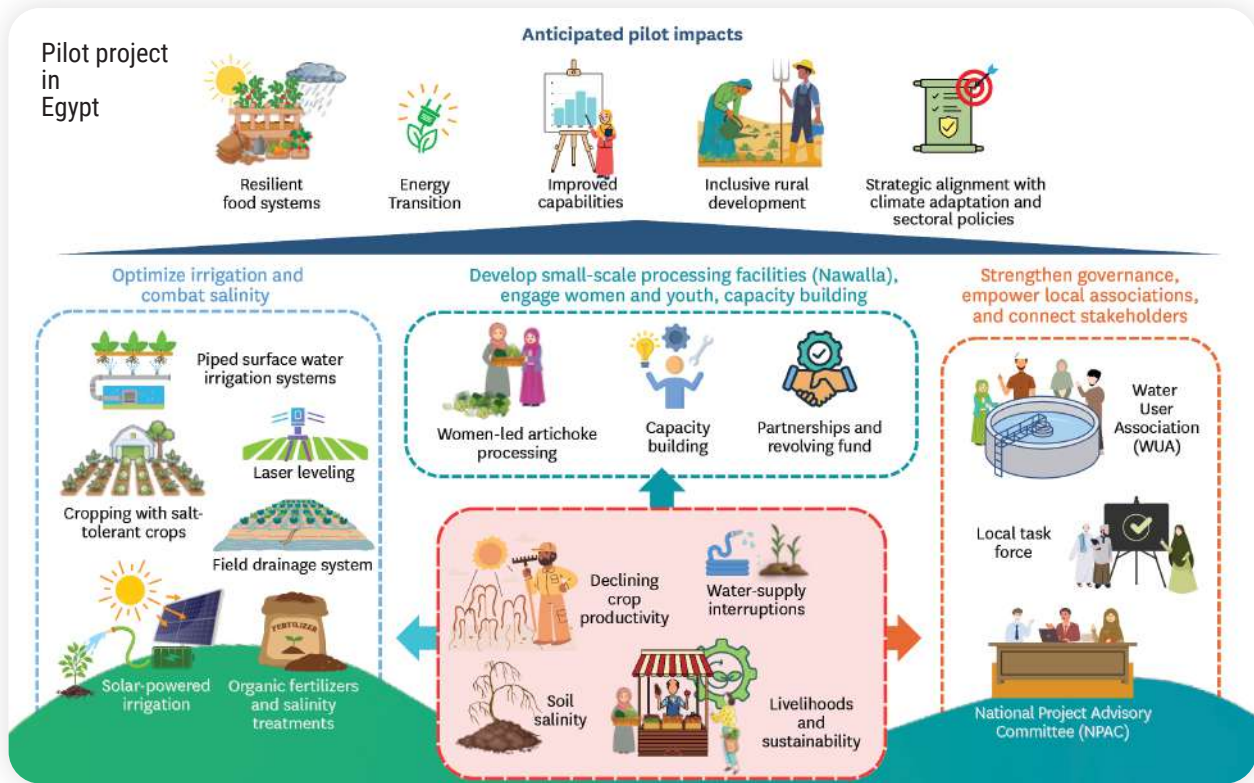 Pilot project
in
Egypt
Anticipated pilot impacts
Resilient
food systems
Energy
Transition
Improved
capabilities
Inclusive rural
development
Strategic alignment with
climate adaptation and
sectoral policies
Optimize irrigation and
combat salinity
Piped surface water
irrigation systems
Laser leveling
Cropping with salt-
tolerant crops
Field drainage system
FERTILIZER
Solar-powered
irrigation
Organic fertilizers
and salinity
treatments
Develop small-scale processing facilities (Nawalla),
engage women and youth, capacity building
Women-led artichoke
processing
Capacity
building
Partnerships and
revolving fund
Declining
crop
productivity
Water-supply
interruptions
Soil
salinity
Livelihoods
and
sustainability
Strengthen governance,
empower local associations,
and connect stakeholders
Water
User
Association
(WUA)
Local task
force
National Project Advisory
Committee (NPAC)